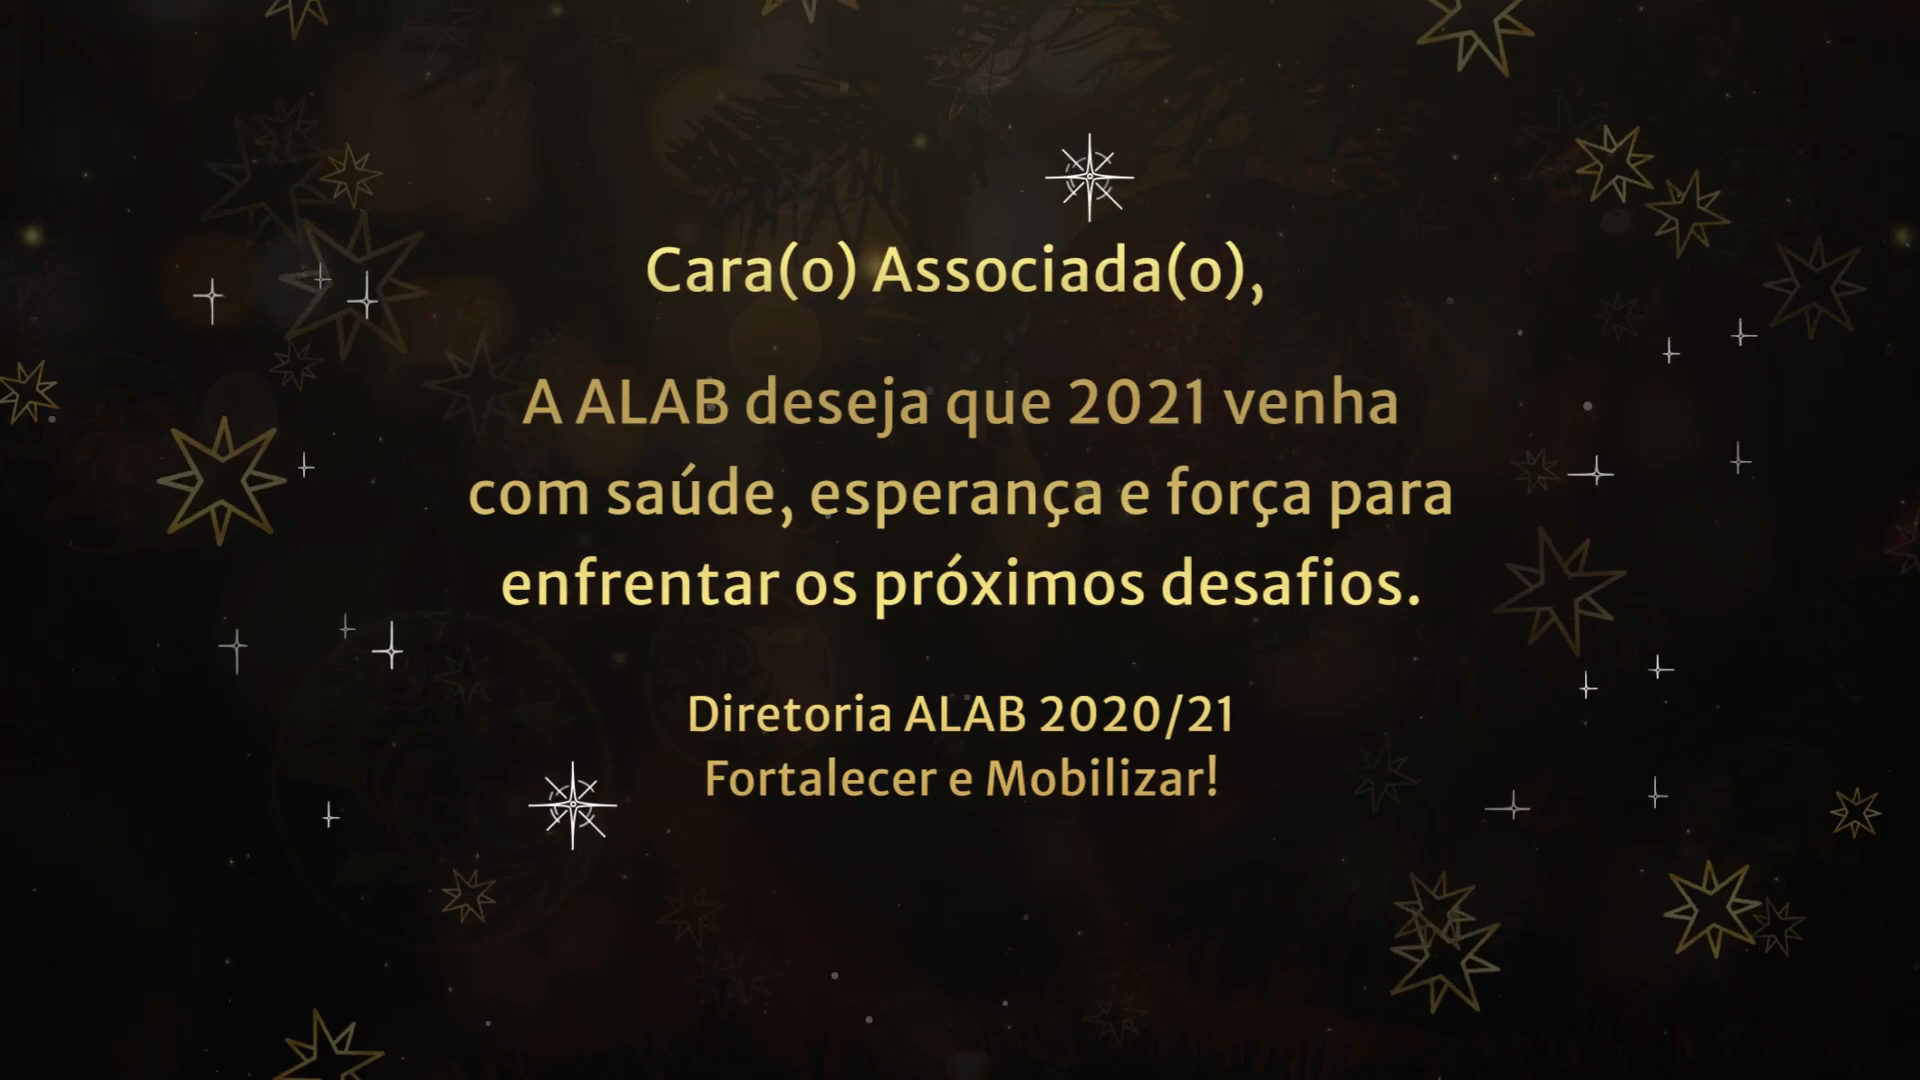 Cara(o) Associada(o),
A ALAB deseja que 2021 venha
com saúde, esperança e força para
enfrentar os próximos desafios.
Diretoria ALAB 2020/21
Fortalecer e Mobilizar!